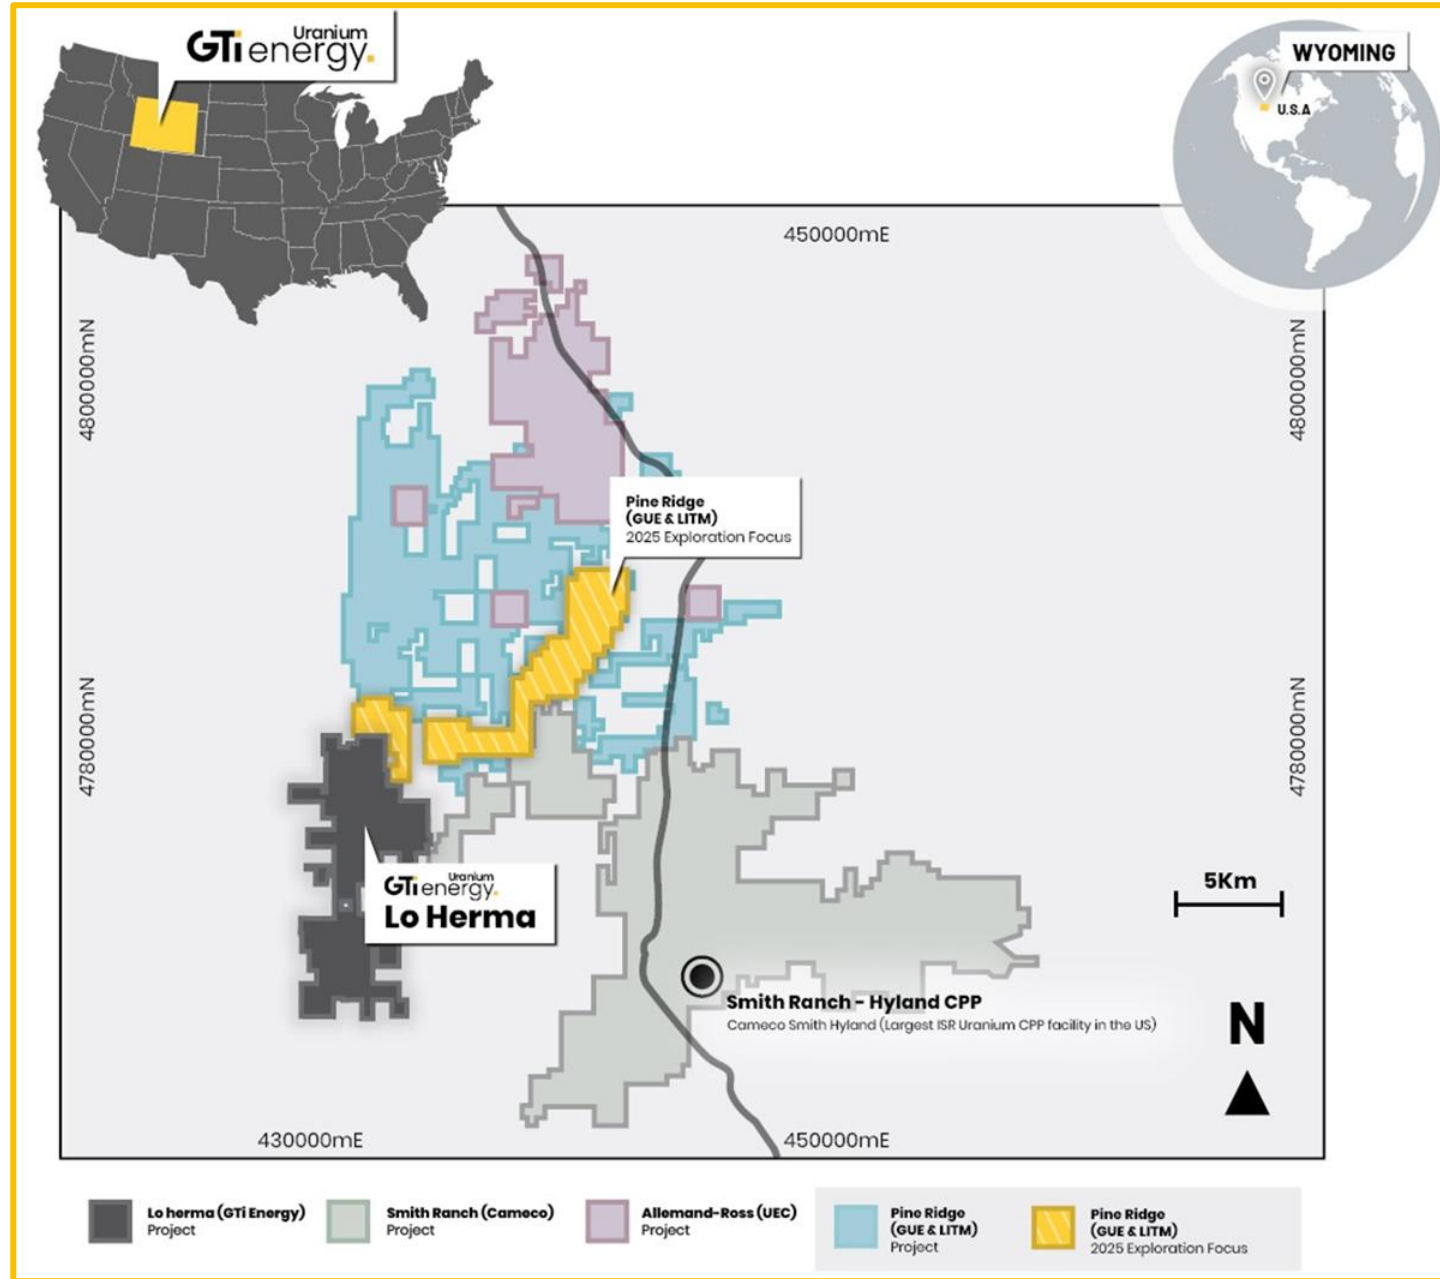 Uranium
GTi energy.
WYOMING
U.S.A
450000mE
4800000mN
4800000mN
Pine Ridge
(GUE & LITM)
2025 Exploration Focus
4780000mN
4780000mN
Uranium
GTi energy.
Lo Herma
5Km
Smith Ranch - Hyland CPP
Cameco Smith Hyland (Largest ISR Uranium CPP facility in the US)
N
430000mE
450000mE
Lo herma (GTi Energy)
Project
Smith Ranch (Cameco)
Project
Allemand-Ross (UEC)
Project
Pine Ridge
(GUE & LITM)
Project
Pine Ridge
(GUE & LITM)
2025 Exploration Focus